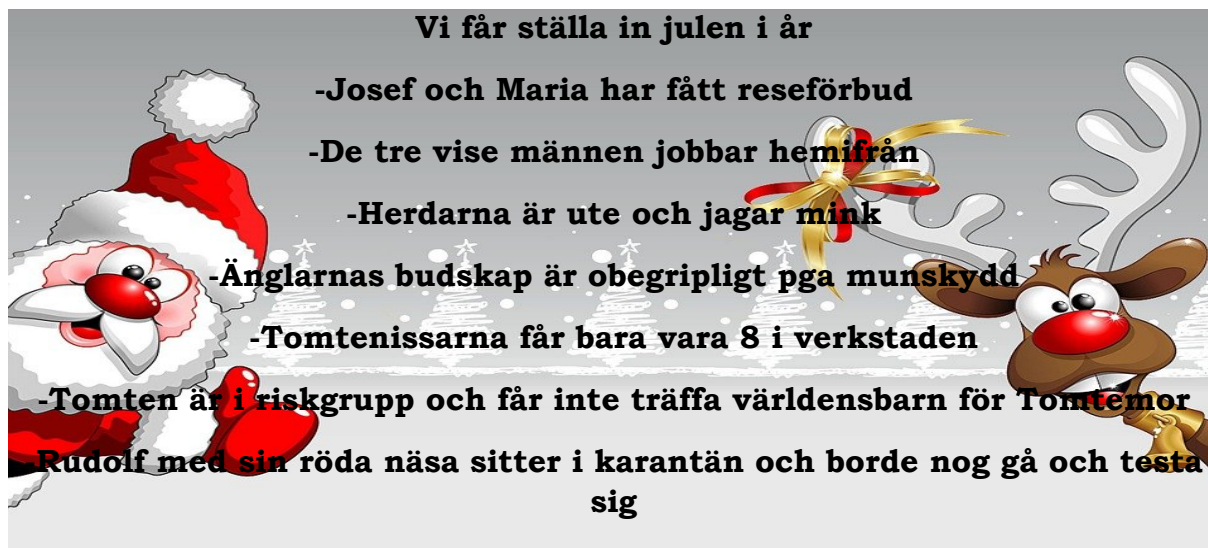 Vi får ställa in julen i år
-Josef och Maria har fått reseförbud
-De tre vise männen jobbar hemifrån
-Herdarna är ute och jagar mink
-Änglarnas budskap är obegripligt pga munskydd
-Tomtenissarna får bara vara 8 i verkstaden
-Tomten är i riskgrupp och får inte träffa världensbarn för Tomtemor
-Rudolf med sin röda näsa sitter i karantän och borde nog gå och testa
sig